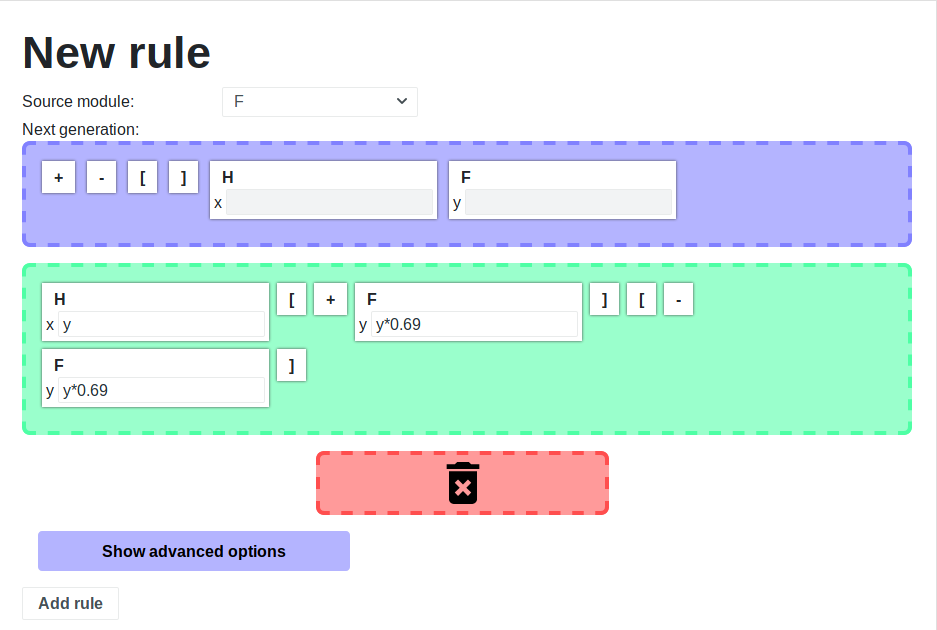 New rule
Source module: F
Next generation:
+ - [ ] H F
x y
H [ + F ] [ -
x y y y*0.69
F ]
y y*0.69
Show advanced options
Add rule